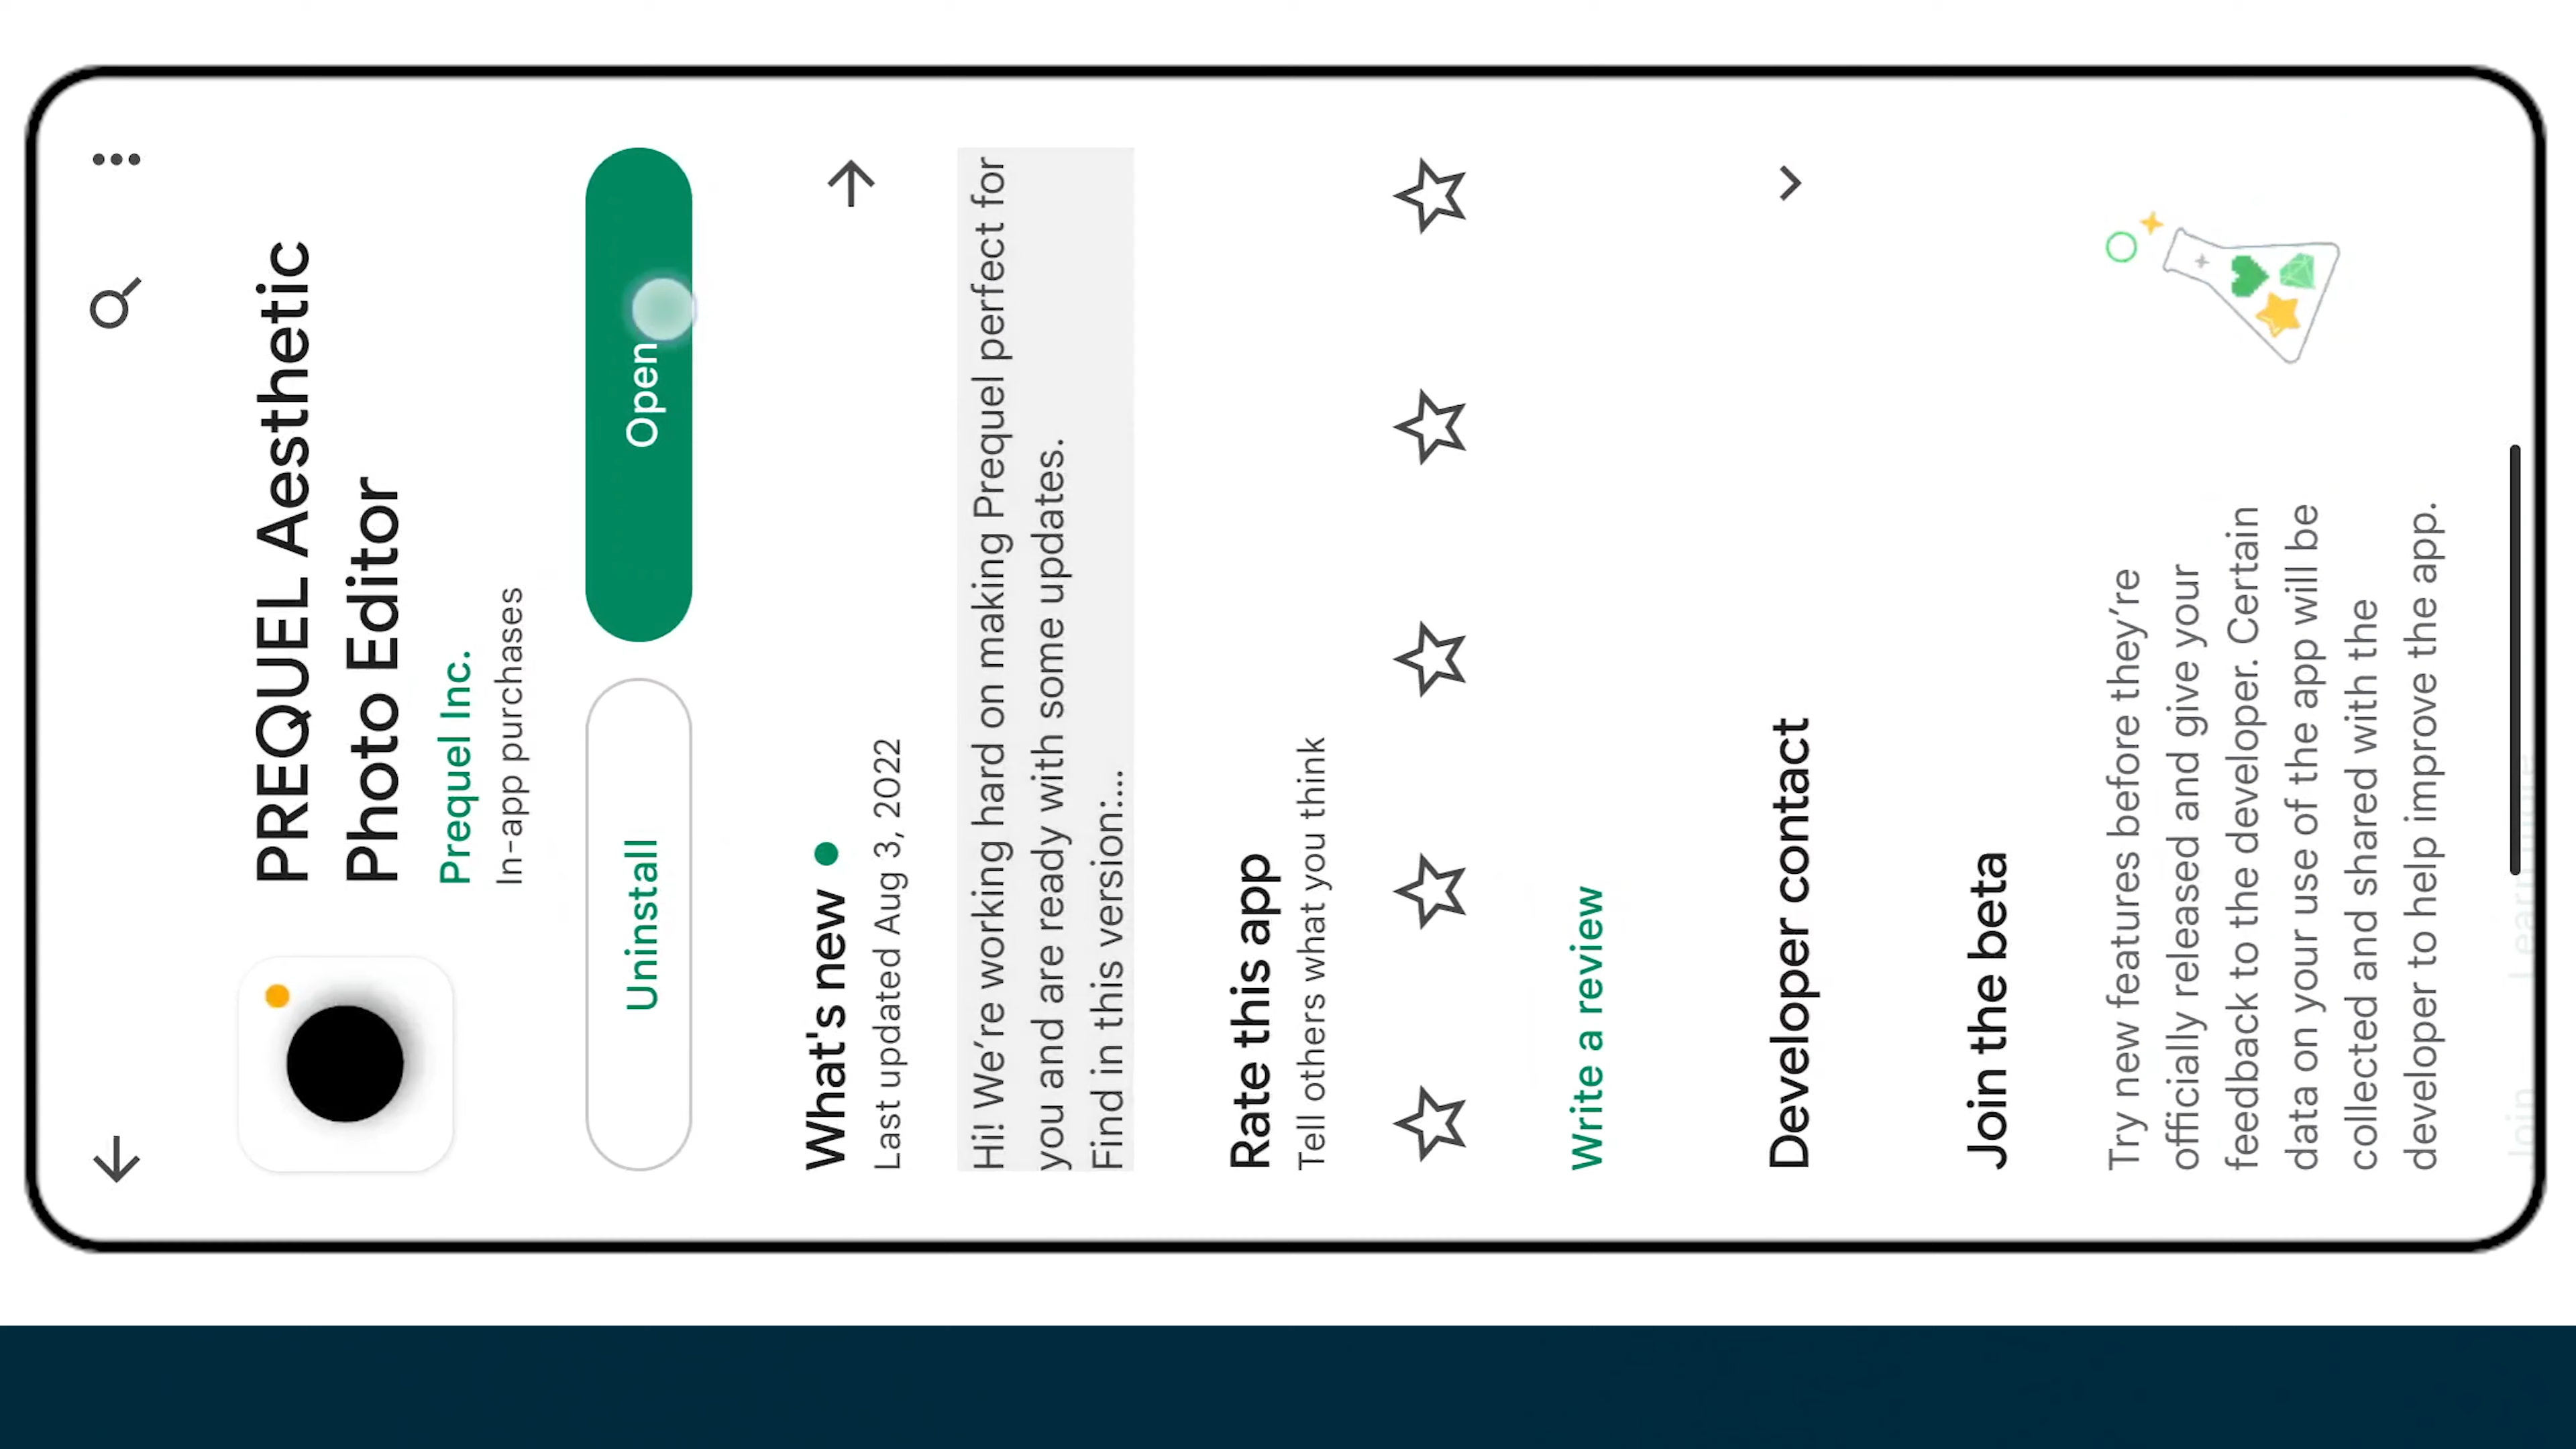 PREQUEL Aesthetic
Photo Editor
Prequel Inc.
In-app purchases
Uninstall
Open
What's new
Last updated Aug 3, 2022
Hi! We're working hard on making Prequel perfect for
you and are ready with some updates.
Find in this version:...
Rate this app
Tell others what you think
Write a review
Developer contact
Join the beta
Try new features before they're
officially released and give your
feedback to the developer. Certain
data on your use of the app will be
collected and shared with the
developer to help improve the app.
Join